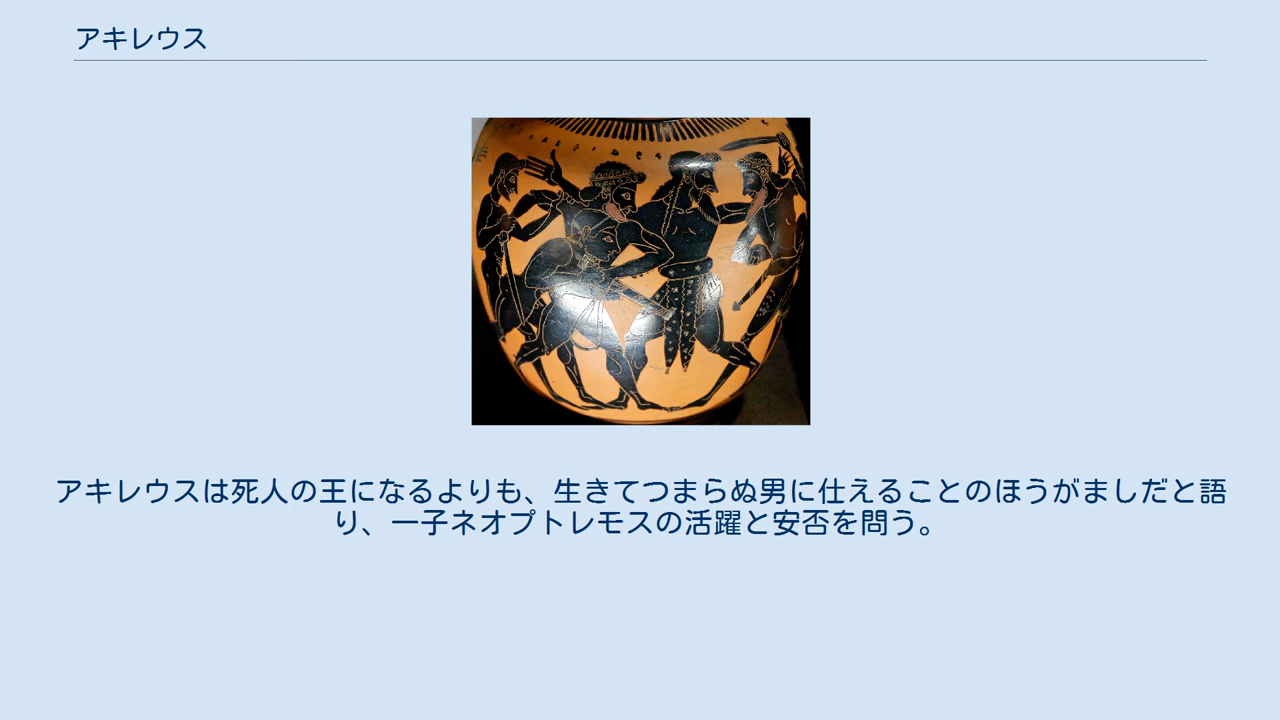 アキレウス
アキレウスは死人の王になるよりも、生きてつまらぬ男に仕えることのほうがましだと語
り、一子ネオプトレモスの活躍と安否を問う。